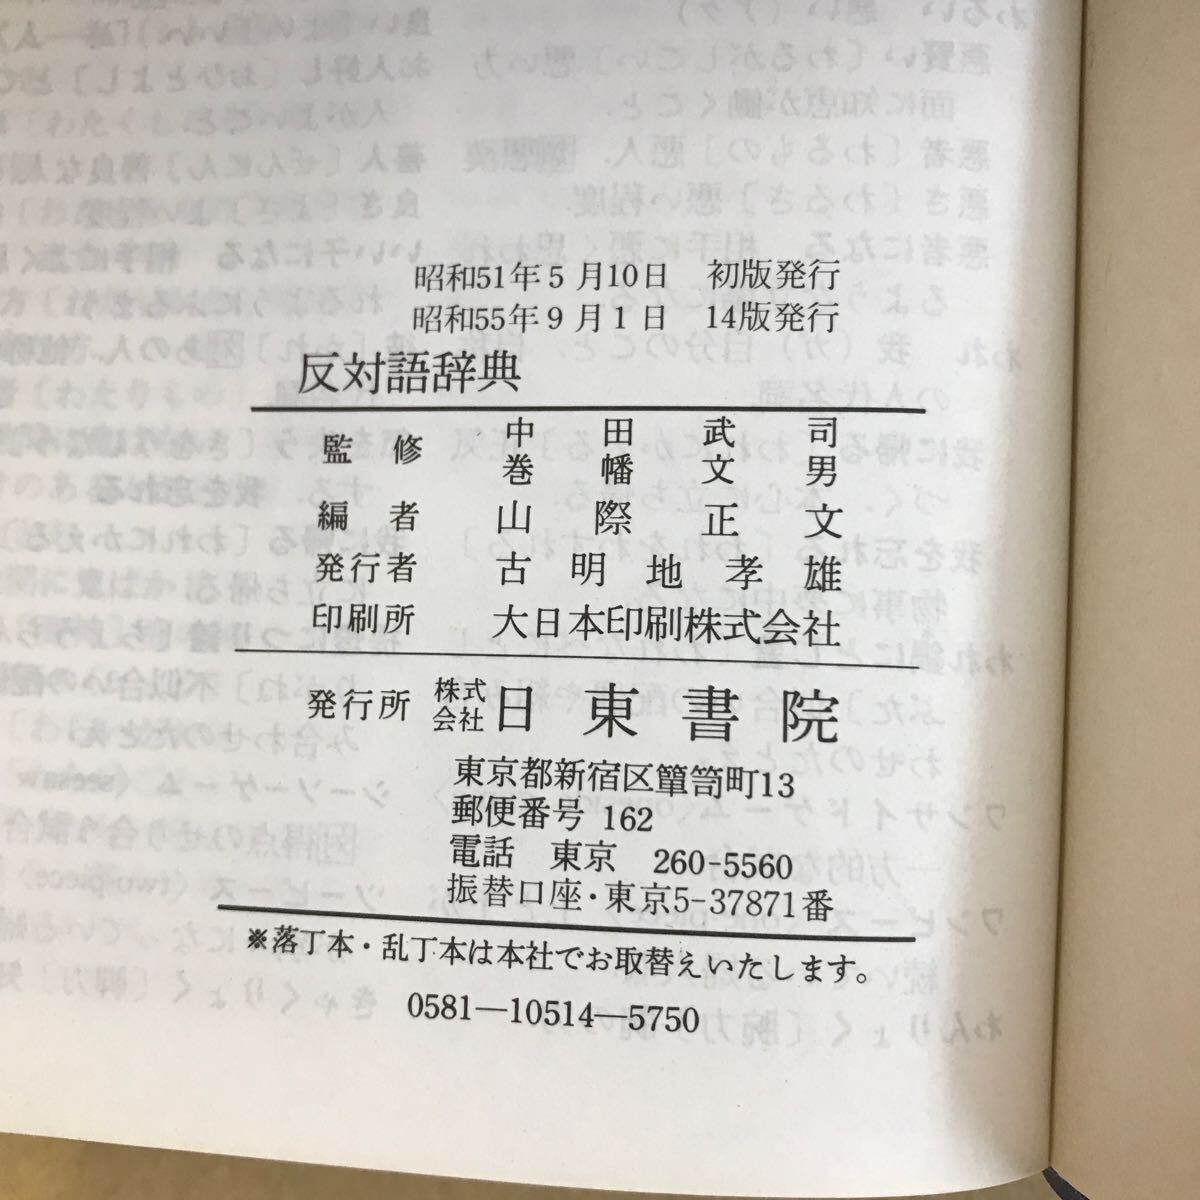 昭和51年5月10日　初版発行
昭和55年9月1日　14版発行
反対語辞典
監修　中田武司
巻幡文男
編者　山際正文
発行者　古明地孝雄
印刷所　大日本印刷株式会社
発行所　株式会社　日東書院
東京都新宿区簞笥町13
郵便番号 162
電話　東京　260-5560
振替口座・東京5-37871番
※落丁本・乱丁本は本社でお取替えいたします。
0581—10514—5750